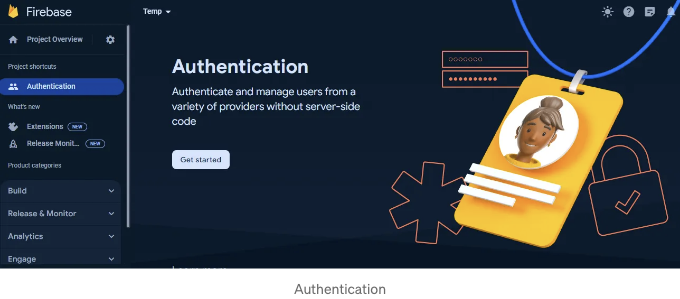 Firebase
Temp
Project Overview
Project shortcuts
Authentication
What's new
Extensions NEW
Release Monit... NEW
Product categories
Build
Release & Monitor
Analytics
Engage
Authentication
Authenticate and manage users from a
variety of providers without server-side
code
Get started
Authentication